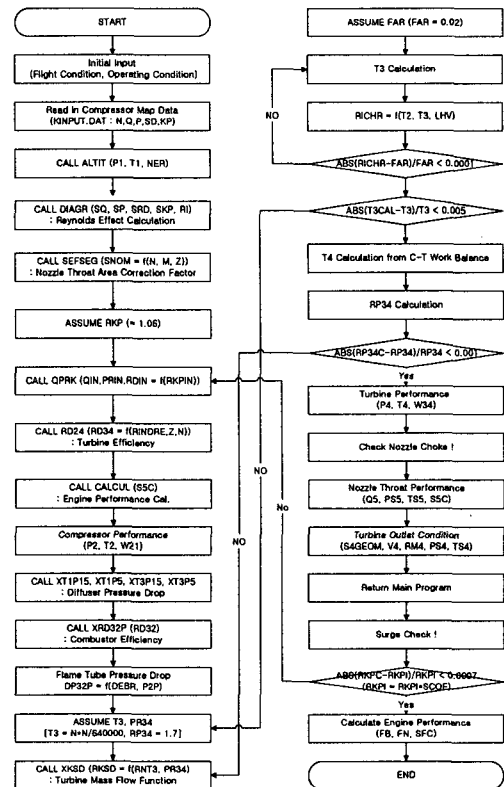 START
Initial Input
(Flight Condition, Operating Condition)
Read in Compressor Map Data
(KINPUT.DAT : N,Q,P,SD,KP)
CALL ALTIT (P1, T1, NER)
CALL DIAGR (SQ, SP, SRD, SKP, RI)
: Reynolds Effect Calculation
CALL SEFSEG (SNOM = f(N, M, Z))
: Nozzle Throat Area Correction Factor
ASSUME RKP (= 1.06)
CALL QPRK (QIN,PRIN,RDIN = f(RKPIN))
CALL RD24 (RD34 = f(RINDRE,Z,N))
: Turbine Efficiency
CALL CALCUL (S5C)
: Engine Performance Cal.
Compressor Performance
(P2, T2, W21)
CALL XT1P15, XT1P5, XT3P15, XT3P5
: Diffuser Pressure Drop
CALL XRD32P (RD32)
: Combustor Efficiency
Flame Tube Pressure Drop
DP32P = f(DEBR, P2P)
ASSUME T3, PR34
[T3 = N*N/640000, RP34 = 1.7]
CALL XKSD (RKSD = f(RNT3, PR34)
: Turbine Mass Flow Function
ASSUME FAR (FAR = 0.02)
T3 Calculation
NO
RICHR = f(T2, T3, LHV)
ABS(RICHR-FAR)/FAR < 0.0001
ABS(T3CAL-T3)/T3 < 0.005
T4 Calculation from C-T Work Balance
RP34 Calculation
ABS(RP34C-RP34)/RP34 < 0.001
Yes
Turbine Performance
(P4, T4, W34)
Check Nozzle Choke !
NO
No
Nozzle Throat Performance
(Q5, PS5, TS5, S5C)
NO
Turbine Outlet Condition
(S4GEOM, V4, RM4, PS4, TS4)
Return Main Program
Surge Check !
ABS(RKPC-RKPI)/RKPI < 0.0007
(RKPI = RKPI*SCOF)
Yes
Calculate Engine Performance
(FB, FN, SFC)
END